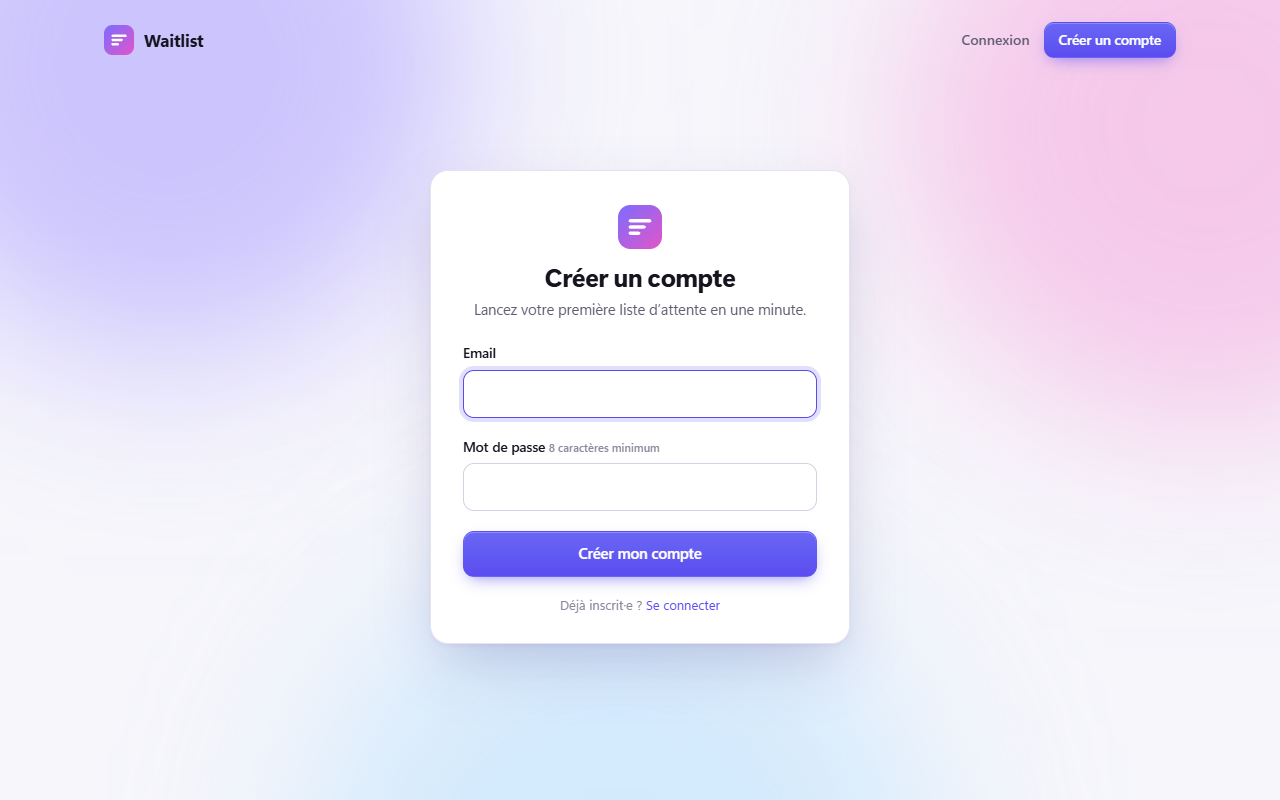 Waitlist
Connexion
Créer un compte
Créer un compte
Lancez votre première liste d'attente en une minute.
Email
Mot de passe 8 caractères minimum
Créer mon compte
Déjà inscrit·e ? Se connecter